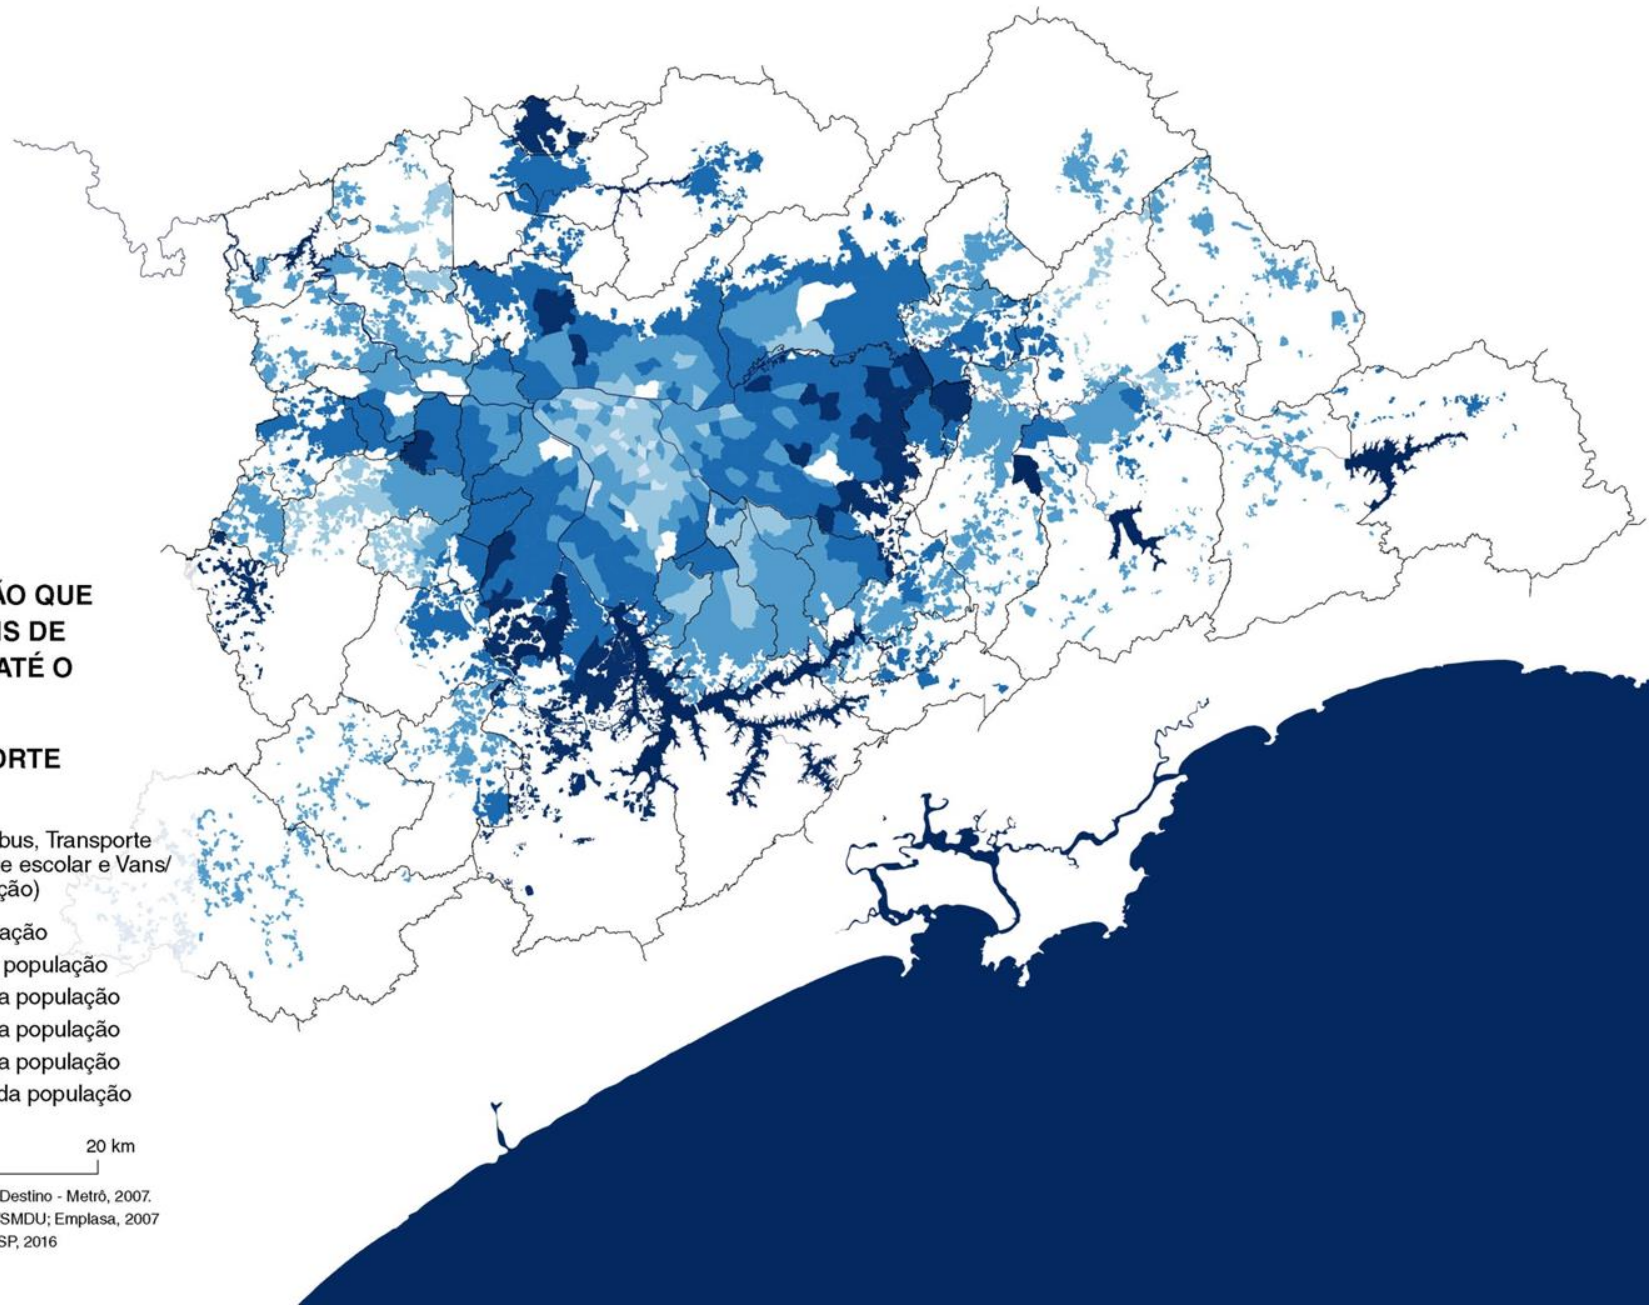 ÃO QUE
IS DE
ATÉ O
ORTE
bus, Transporte
e escolar e Vans/
ção)
ação
população
a população
a população
a população
da população
20 km
Destino - Metrô, 2007.
SMDU; Emplasa, 2007
SP, 2016